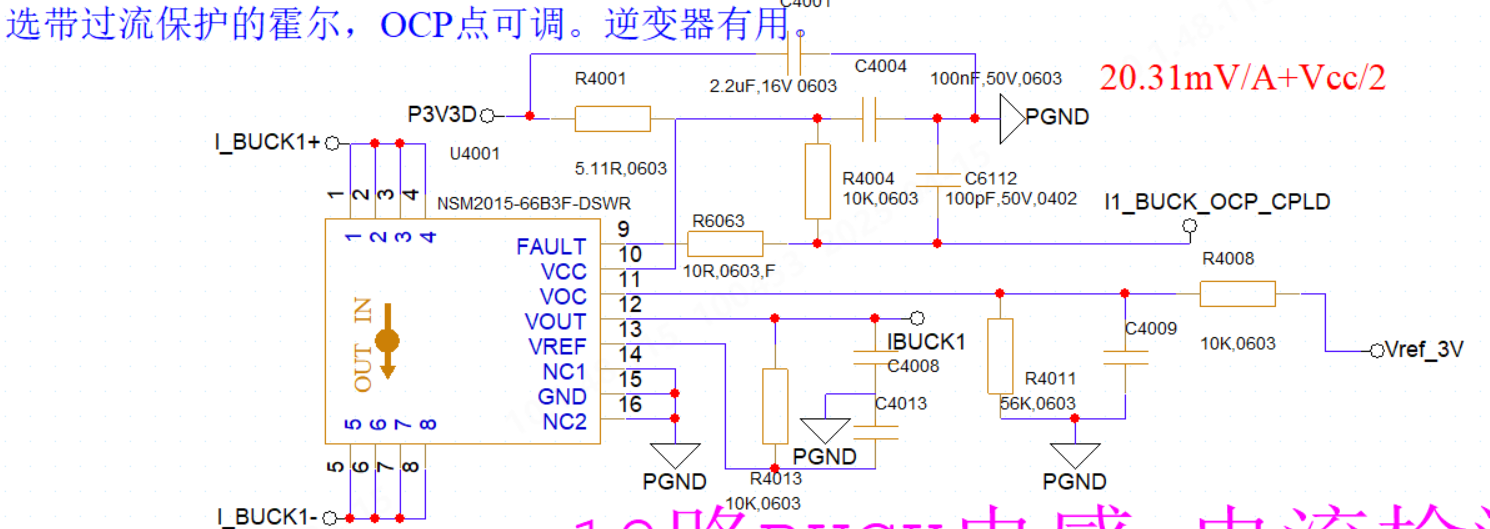 C4001
选带过流保护的霍尔，OCP点可调。逆变器有用。
R4001
2.2uF,16V 0603
C4004
100nF,50V,0603
20.31mV/A+Vcc/2
P3V3D
PGND
I_BUCK1+
U4001
5.11R,0603
1 2 3 4
NSM2015-66B3F-DSWR
R4004
10K,0603
C6112
100pF,50V,0402
I1_BUCK_OCP_CPLD
1 2 3 4
R6063
10R,0603,F
FAULT 9
VCC 10
VOC 11
VOUT 12
VREF 13
NC1 14
GND 15
NC2 16
OUT IN
R4008
10K,0603
IBUCK1
C4008
C4009
Vref_3V
R4011
56K,0603
C4013
PGND
5 6 7 8
5 6 7 8
PGND
R4013
10K,0603
PGND
I_BUCK1-